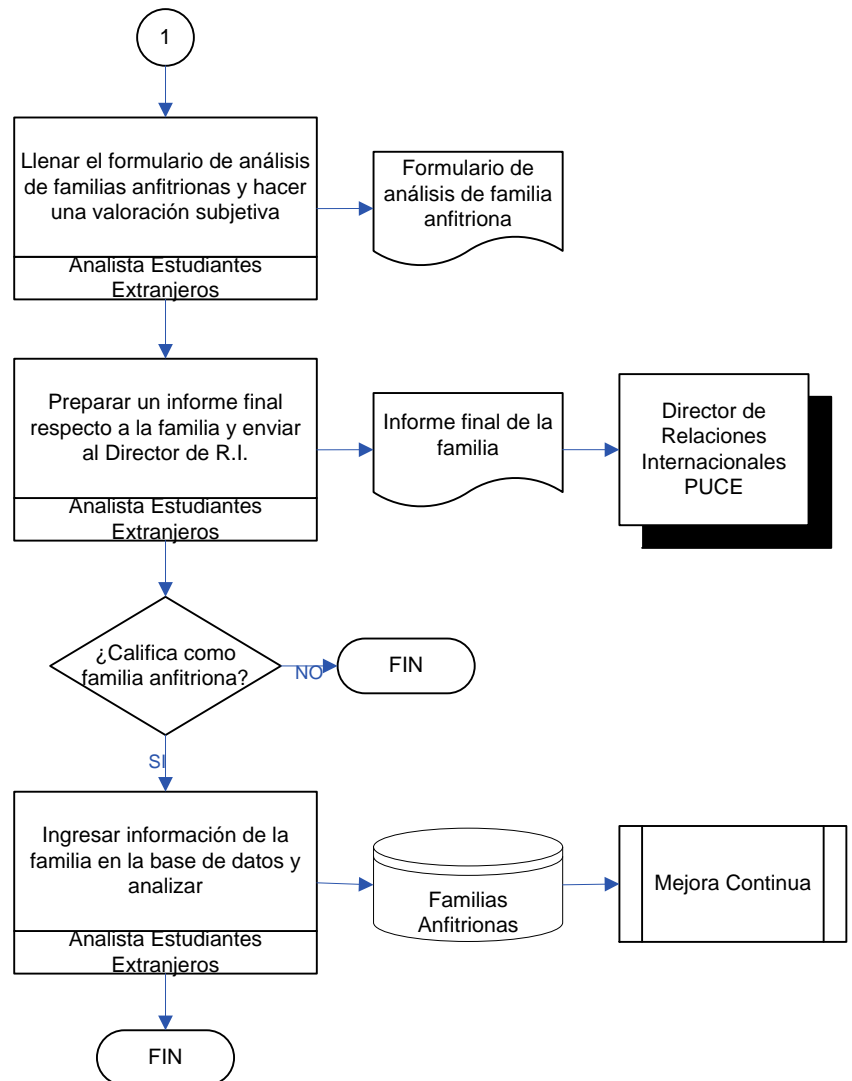 1
Llenar el formulario de análisis
de familias anfitrionas y hacer
una valoración subjetiva
Analista Estudiantes
Extranjeros
Formulario de
análisis de familia
anfitriona
Preparar un informe final
respecto a la familia y enviar
al Director de R.I.
Analista Estudiantes
Extranjeros
Informe final de la
familia
Director de
Relaciones
Internacionales
PUCE
¿Califica como
familia anfitriona?
NO
FIN
SI
Ingresar información de la
familia en la base de datos y
analizar
Analista Estudiantes
Extranjeros
Familias
Anfitrionas
Mejora Continua
FIN